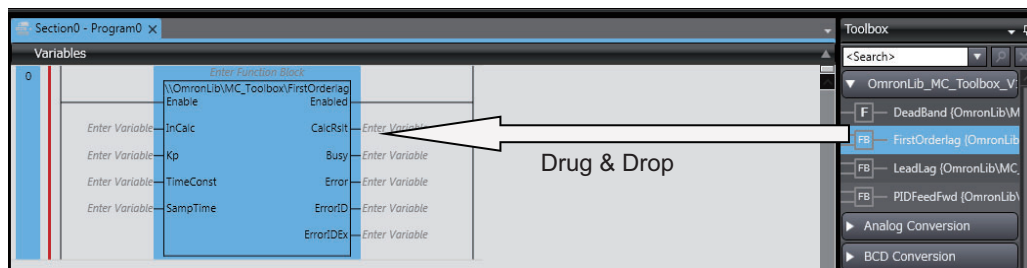 Section0 - Program0
Variables
0
Enter Function Block
\\OmronLib\MC_Toolbox\FirstOrderlag
Enable Enabled
Enter Variable InCalc CalcRslt Enter Variable
Enter Variable Kp Busy Enter Variable
Enter Variable TimeConst Error Enter Variable
Enter Variable SampTime ErrorID Enter Variable
ErrorIDEx Enter Variable
Drug & Drop
Toolbox
<Search>
OmronLib_MC_Toolbox_V
F DeadBand {OmronLib\M
FB FirstOrderlag {OmronLib
FB LeadLag {OmronLib\MC_
FB PIDFeedFwd {OmronLib\
Analog Conversion
BCD Conversion